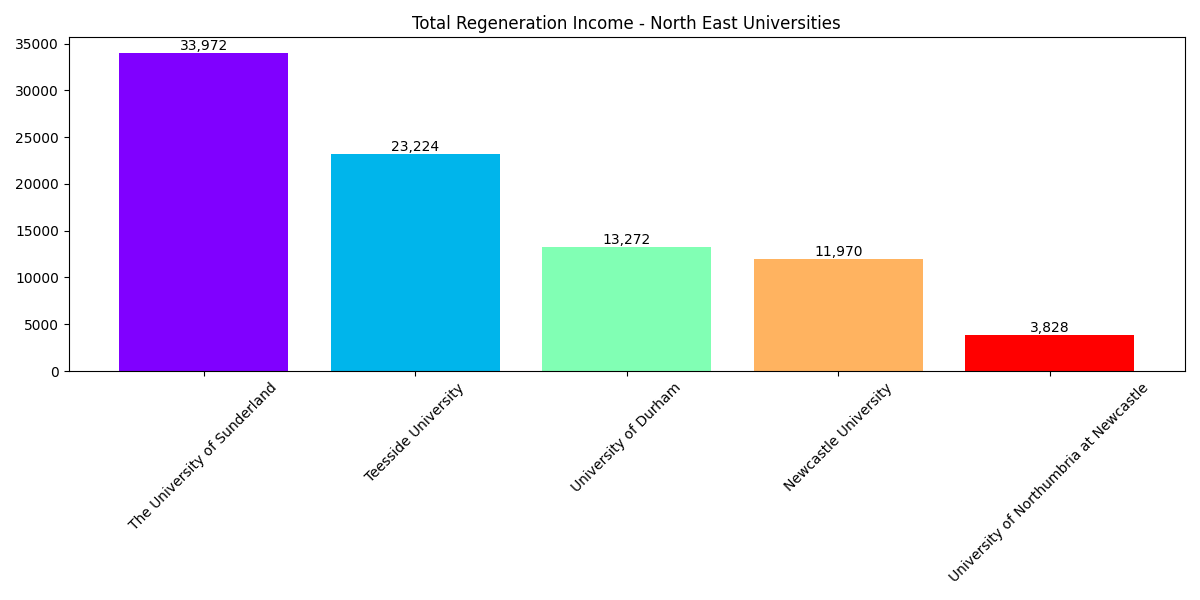 Total Regeneration Income - North East Universities
35000
30000
25000
20000
15000
10000
5000
0
33,972
23,224
13,272
11,970
3,828
The University of Sunderland
Teesside University
University of Durham
Newcastle University
University of Northumbria at Newcastle